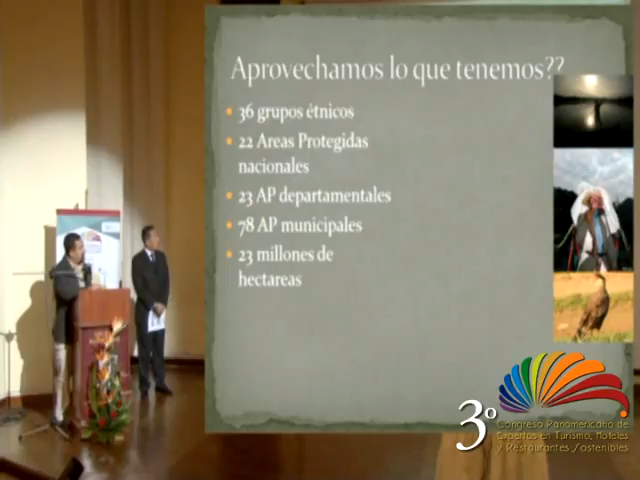 Aprovechamos lo que tenemos??
36 grupos étnicos
22 Areas Protegidas
nacionales
23 AP departamentales
78 AP municipales
23 millones de
hectareas
3º
Congreso Panamericano de
Expertos en Turismo, Hoteles
y Restaurantes Sostenibles